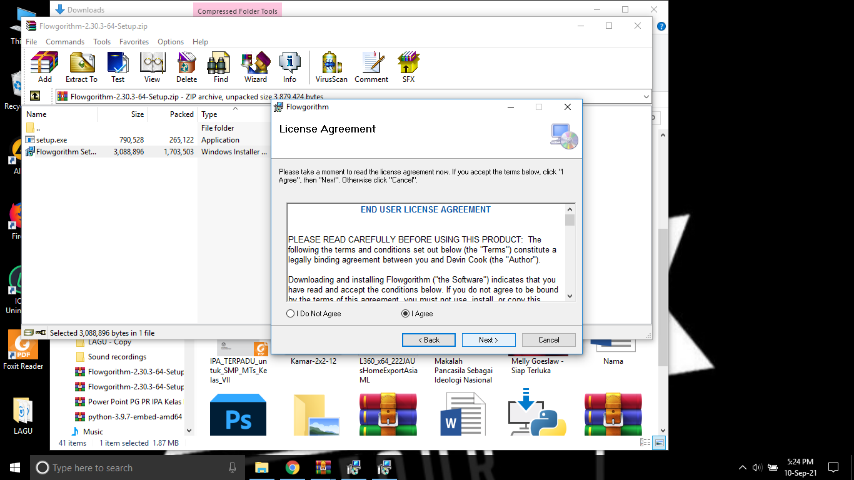 Downloads
Compressed Folder Tools
Flowgorithm-2.30.3-64-Setup.zip
File Commands Tools Favorites Options Help
Add Extract To Test View Delete Find Wizard Info VirusScan Comment SFX
Flowgorithm-2.30.3-64-Setup.zip - ZIP archive, unpacked size 3,879,424 bytes
Name Size Packed Type
..
File folder
setup.exe 790,528 265,122 Application
Flowgorithm Set... 3,088,896 1,703,503 Windows Installer ...
Selected 3,088,896 bytes in 1 file
Flowgorithm
License Agreement
Please take a moment to read the license agreement now. If you accept the terms below, click "I
Agree", then "Next". Otherwise click "Cancel".
END USER LICENSE AGREEMENT
PLEASE READ CAREFULLY BEFORE USING THIS PRODUCT: The
following the terms and conditions set out below (the "Terms") constitute a
legally binding agreement between you and Devin Cook (the "Author").
Downloading and installing Flowgorithm ("the Software") indicates that you
have read and accept the conditions below. If you do not agree to be bound
by the terms of this agreement, you must not use, install, or copy this
I Do Not Agree
I Agree
< Back Next > Cancel
LAGU - Copy
Sound recordings
Flowgorithm-2.30.3-64-Setup
Flowgorithm-2.30.3-64-Setup
Power Point PG PR IPA Kelas
python-3.9.7-embed-amd64
Music
IPA_TERPADU_un
tuk_SMP_MTs_Ke
las_VII
Kamar-2x2-12
L360_x64_222JAU
sHomeExportAsia
ML
Makalah
Pancasila Sebagai
Ideologi Nasional
Melly Goeslaw -
Siap Terluka
Nama
Ps
W
41 items 1 item selected 1.87 MB
Foxit Reader
LAGU
Type here to search
5:24 PM
10-Sep-21